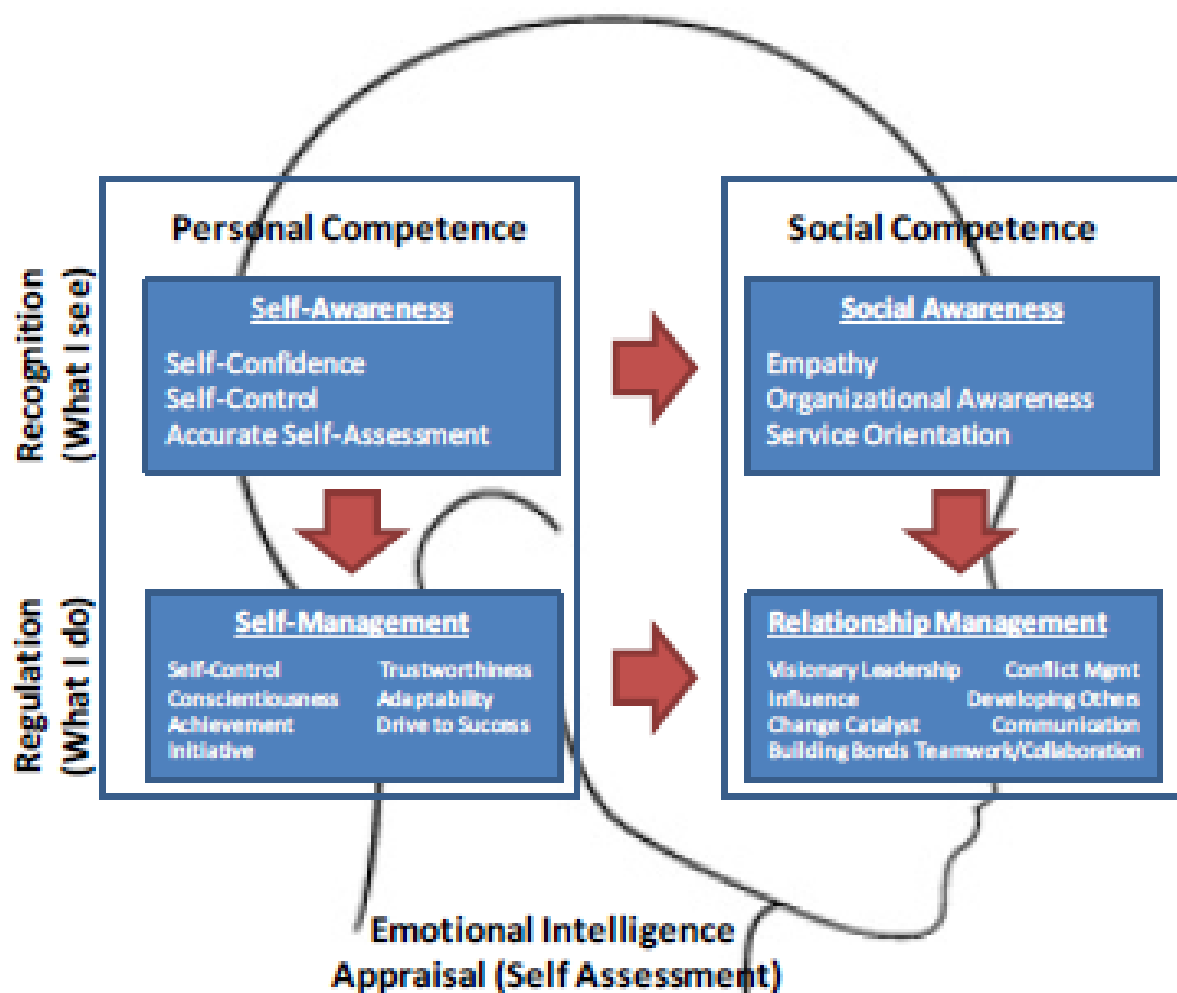 Personal Competence
Social Competence
Recognition
(What I see)
Self-Awareness
Self-Confidence
Self-Control
Accurate Self-Assessment
Social Awareness
Empathy
Organizational Awareness
Service Orientation
Regulation
(What I do)
Self-Management
Self-Control Trustworthiness
Conscientiousness Adaptability
Achievement Drive to Success
Initiative
Relationship Management
Visionary Leadership Conflict Mgmt
Influence Developing Others
Change Catalyst Communication
Building Bonds Teamwork/Collaboration
Emotional Intelligence
Appraisal (Self Assessment)